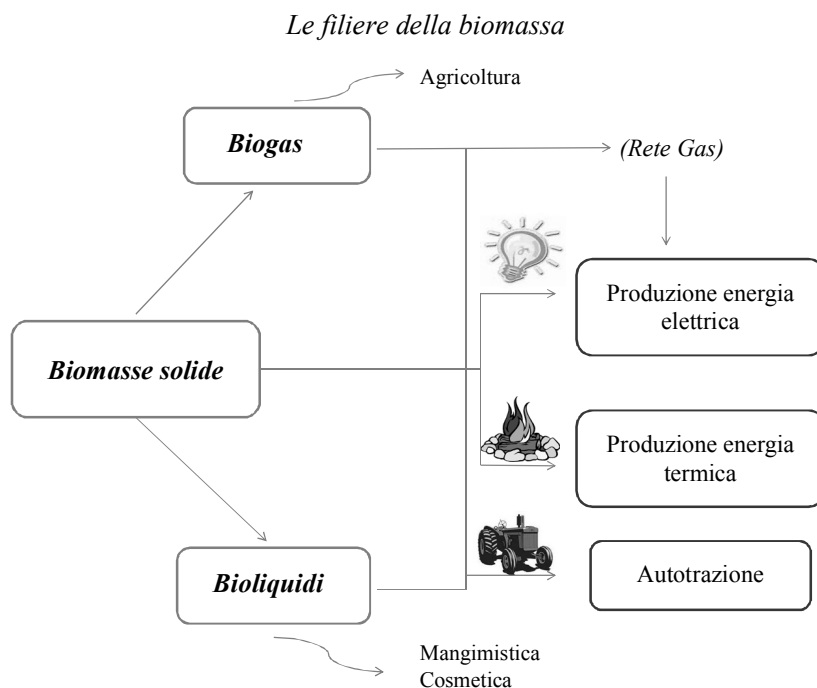 Le filiere della biomassa
Agricoltura
Biogas
(Rete Gas)
Produzione energia
elettrica
Biomasse solide
Produzione energia
termica
Autotrazione
Bioliquidi
Mangimistica
Cosmetica